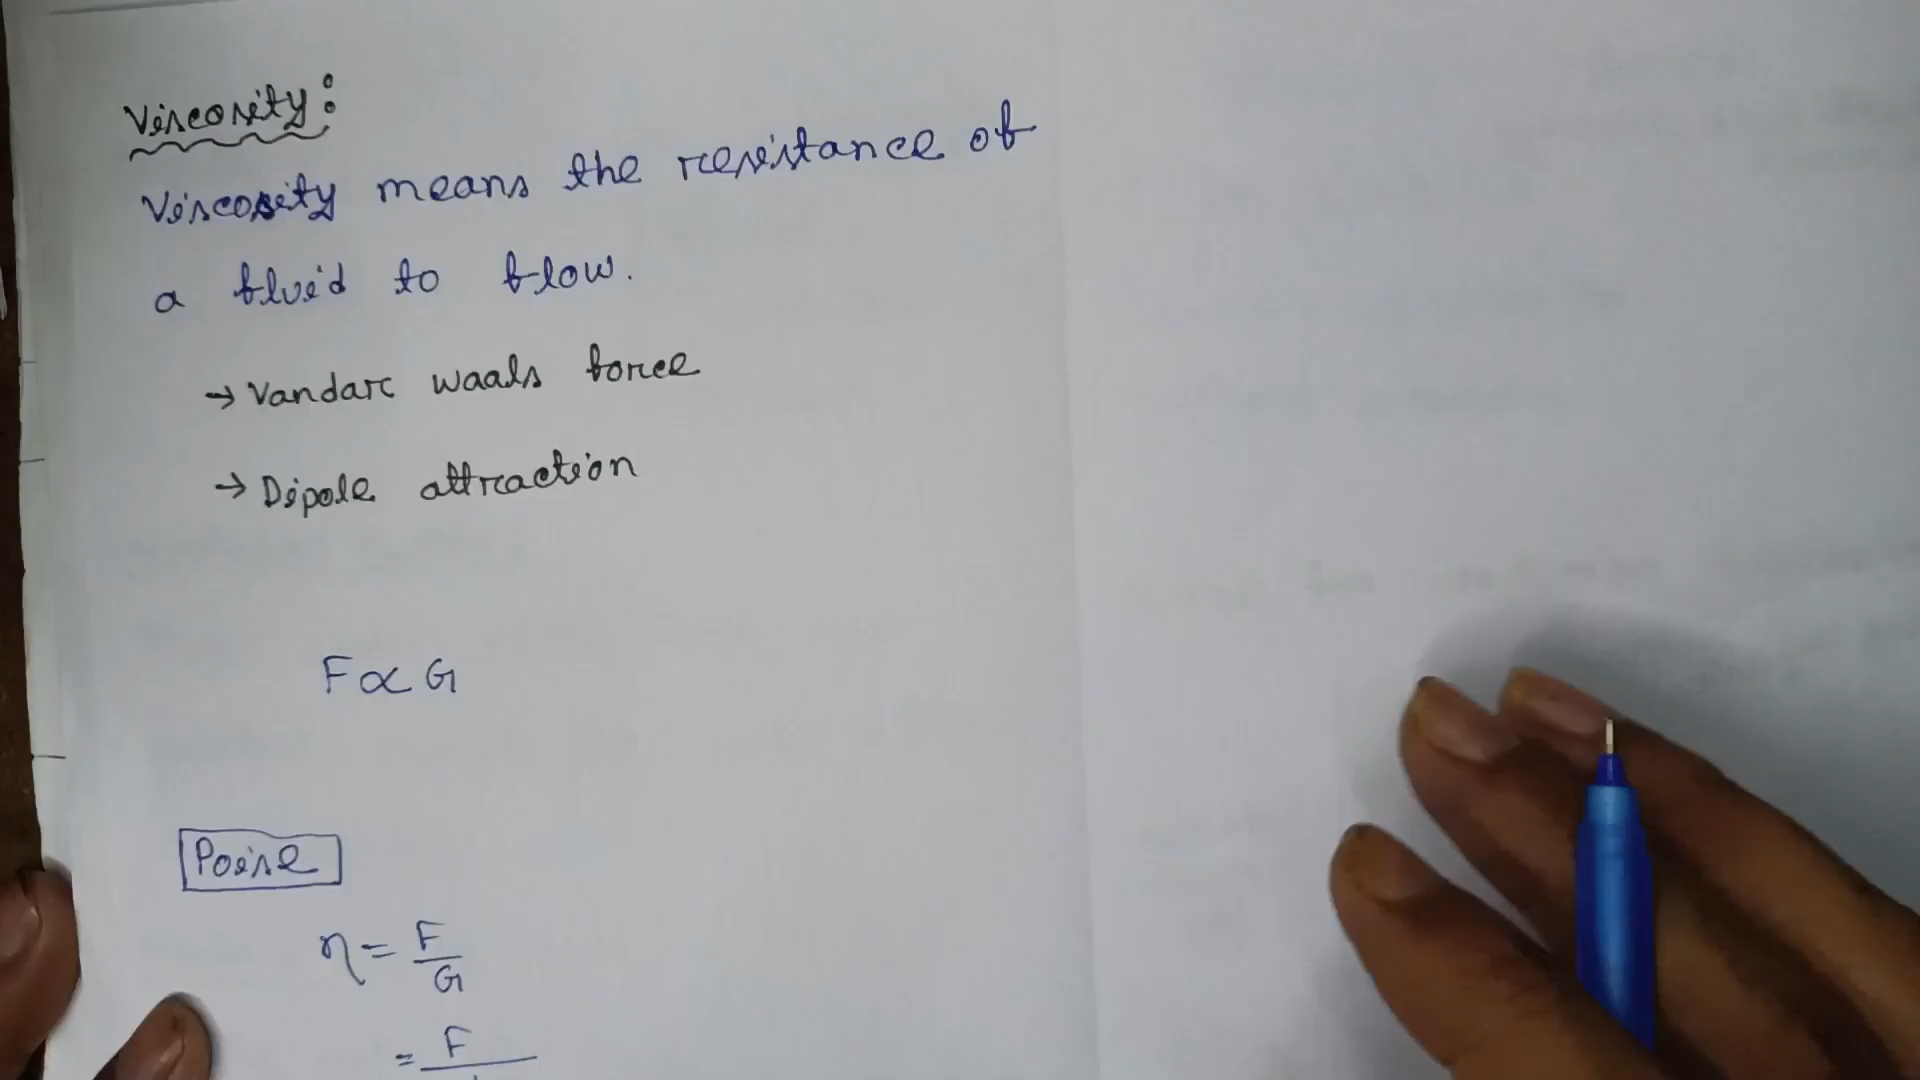 Viscosity:
Viscosity means the resistance of
a fluid to flow.
→ Vandar waals force
→ Dipole attraction
F ∝ G
Poise
η = F/G
= F